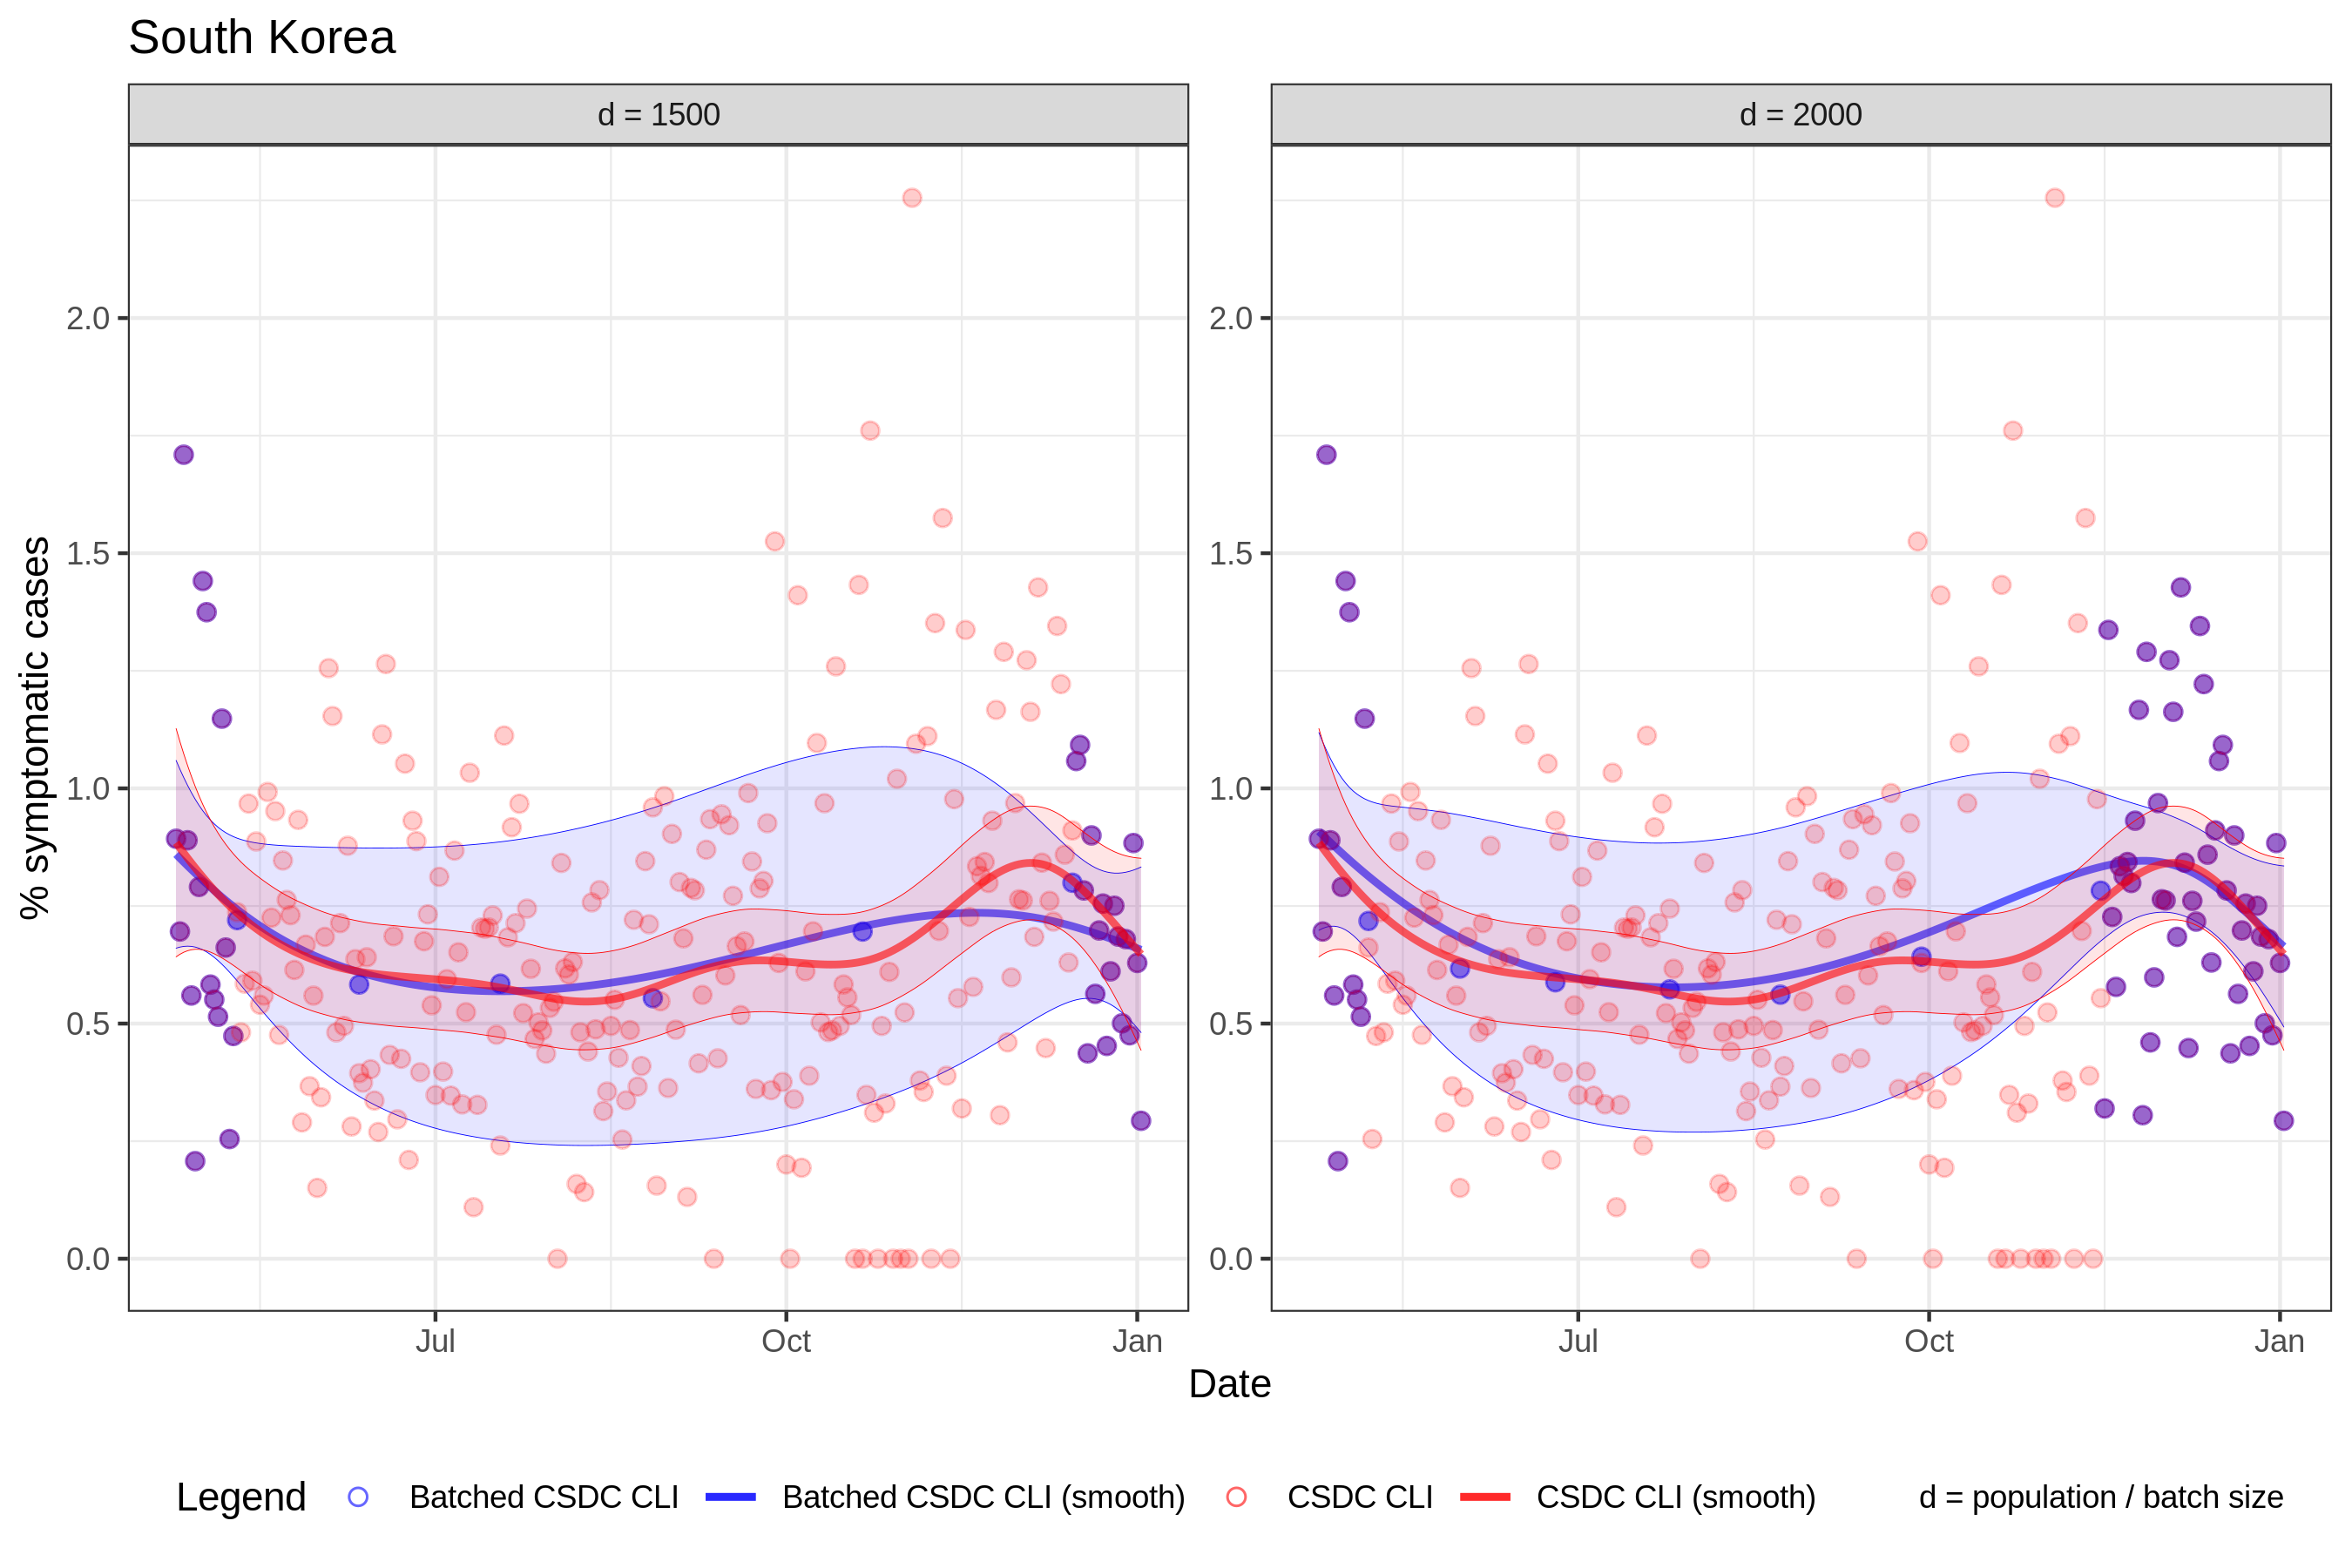 South Korea
d = 1500
d = 2000
% symptomatic cases
2.0
1.5
1.0
0.5
0.0
2.0
1.5
1.0
0.5
0.0
Jul Oct Jan
Jul Oct Jan
Date
Legend Batched CSDC CLI Batched CSDC CLI (smooth) CSDC CLI CSDC CLI (smooth) d = population / batch size